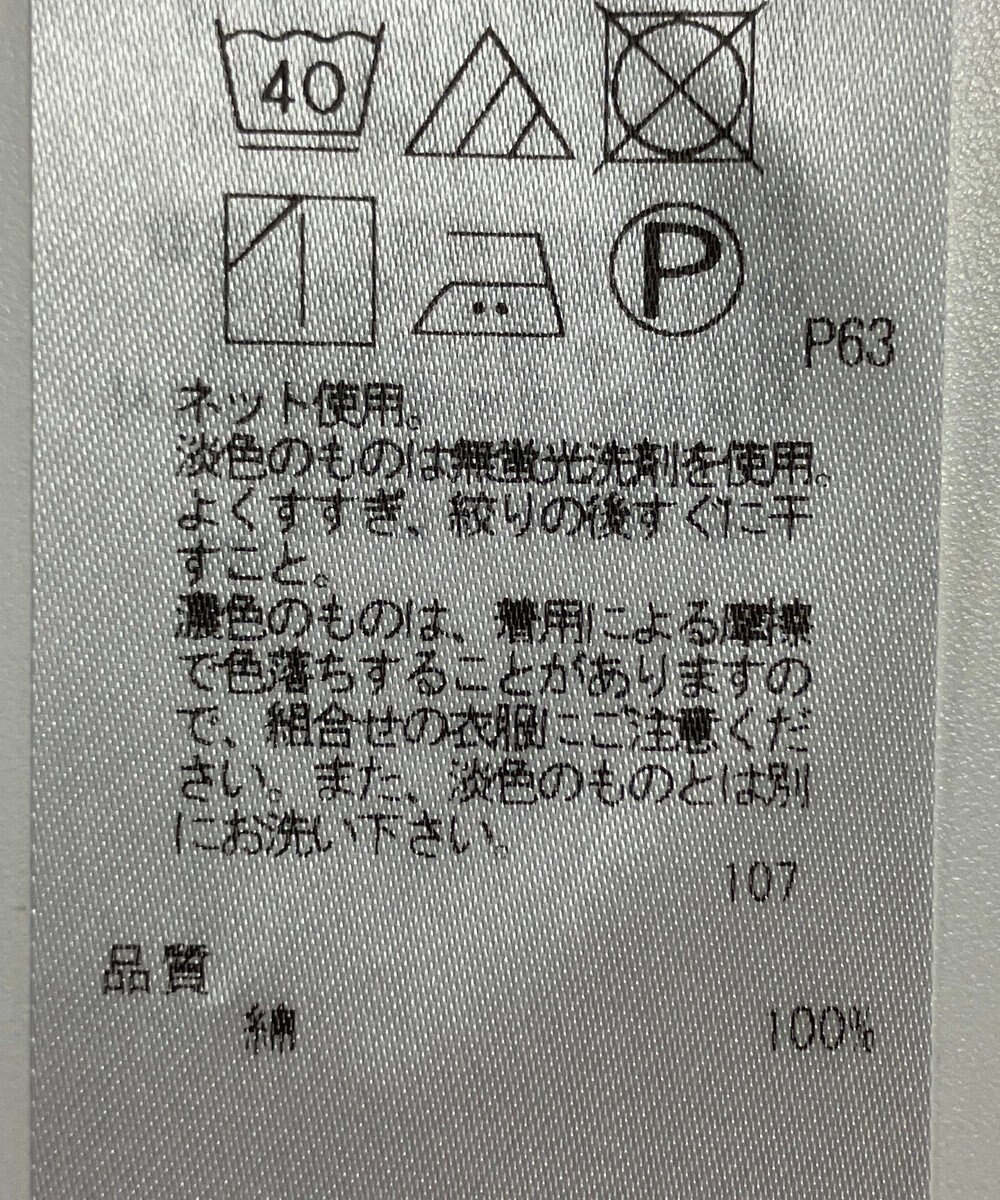 40
P
P63
ネット使用。
淡色のものは無蛍光洗剤を使用。
よくすすぎ、絞りの後すぐに干
すこと。
濃色のものは、着用による摩擦
で色落ちすることがありますの
で、組合せの衣服にご注意くだ
さい。また、淡色のものとは別
にお洗い下さい。
107
品質
綿 100%